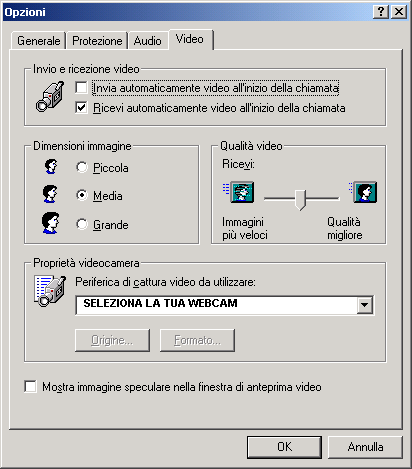 Opzioni
Generale Protezione Audio Video
Invio e ricezione video
Invia automaticamente video all'inizio della chiamata
Ricevi automaticamente video all'inizio della chiamata
Dimensioni immagine
Piccola
Media
Grande
Qualità video
Ricevi:
Immagini più veloci
Qualità migliore
Proprietà videocamera
Periferica di cattura video da utilizzare:
SELEZIONA LA TUA WEBCAM
Origine... Formato...
Mostra immagine speculare nella finestra di anteprima video
OK Annulla